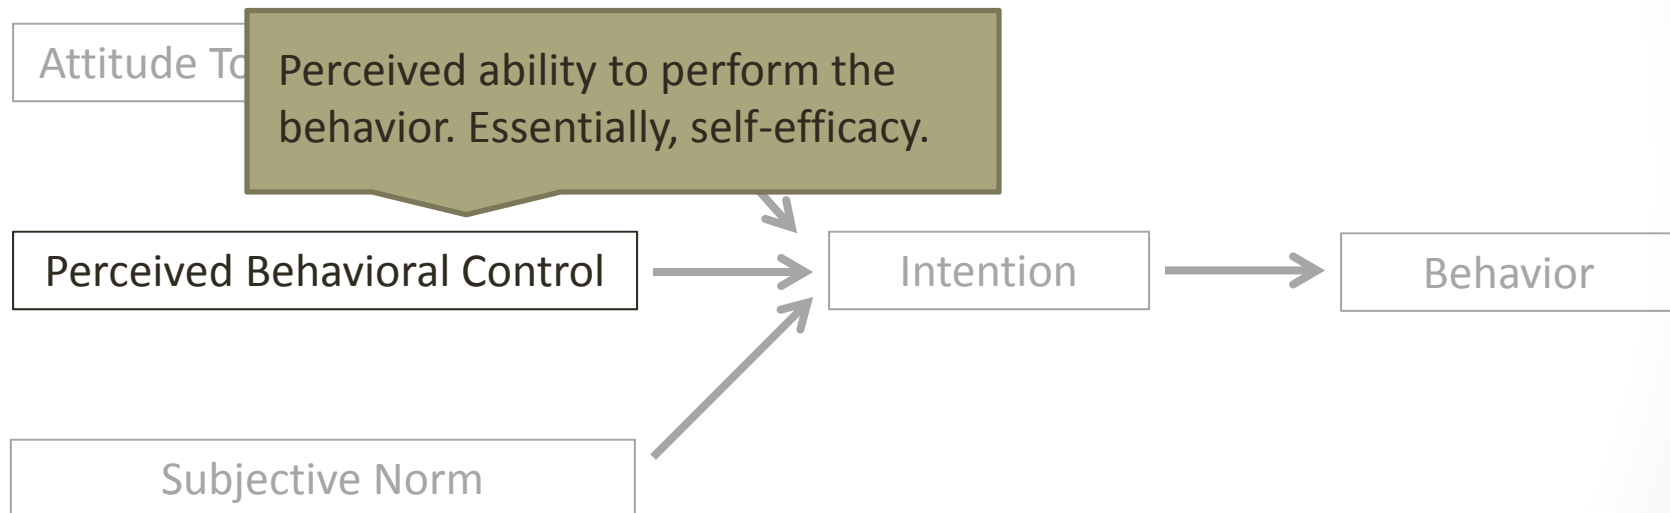 Attitude To
Perceived ability to perform the
behavior. Essentially, self-efficacy.
Perceived Behavioral Control
Intention
Behavior
Subjective Norm